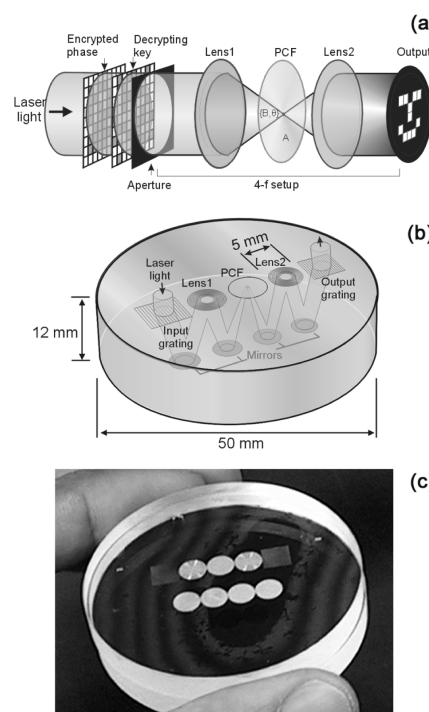 (a)
Encrypted
phase
Decrypting
key
Lens1
PCF
Lens2
Output
Laser
light
{B,θ}
A
Aperture
4-f setup
(b)
5 mm
Laser
light
Lens1
PCF
Lens2
Output
grating
12 mm
Input
grating
Mirrors
50 mm
(c)